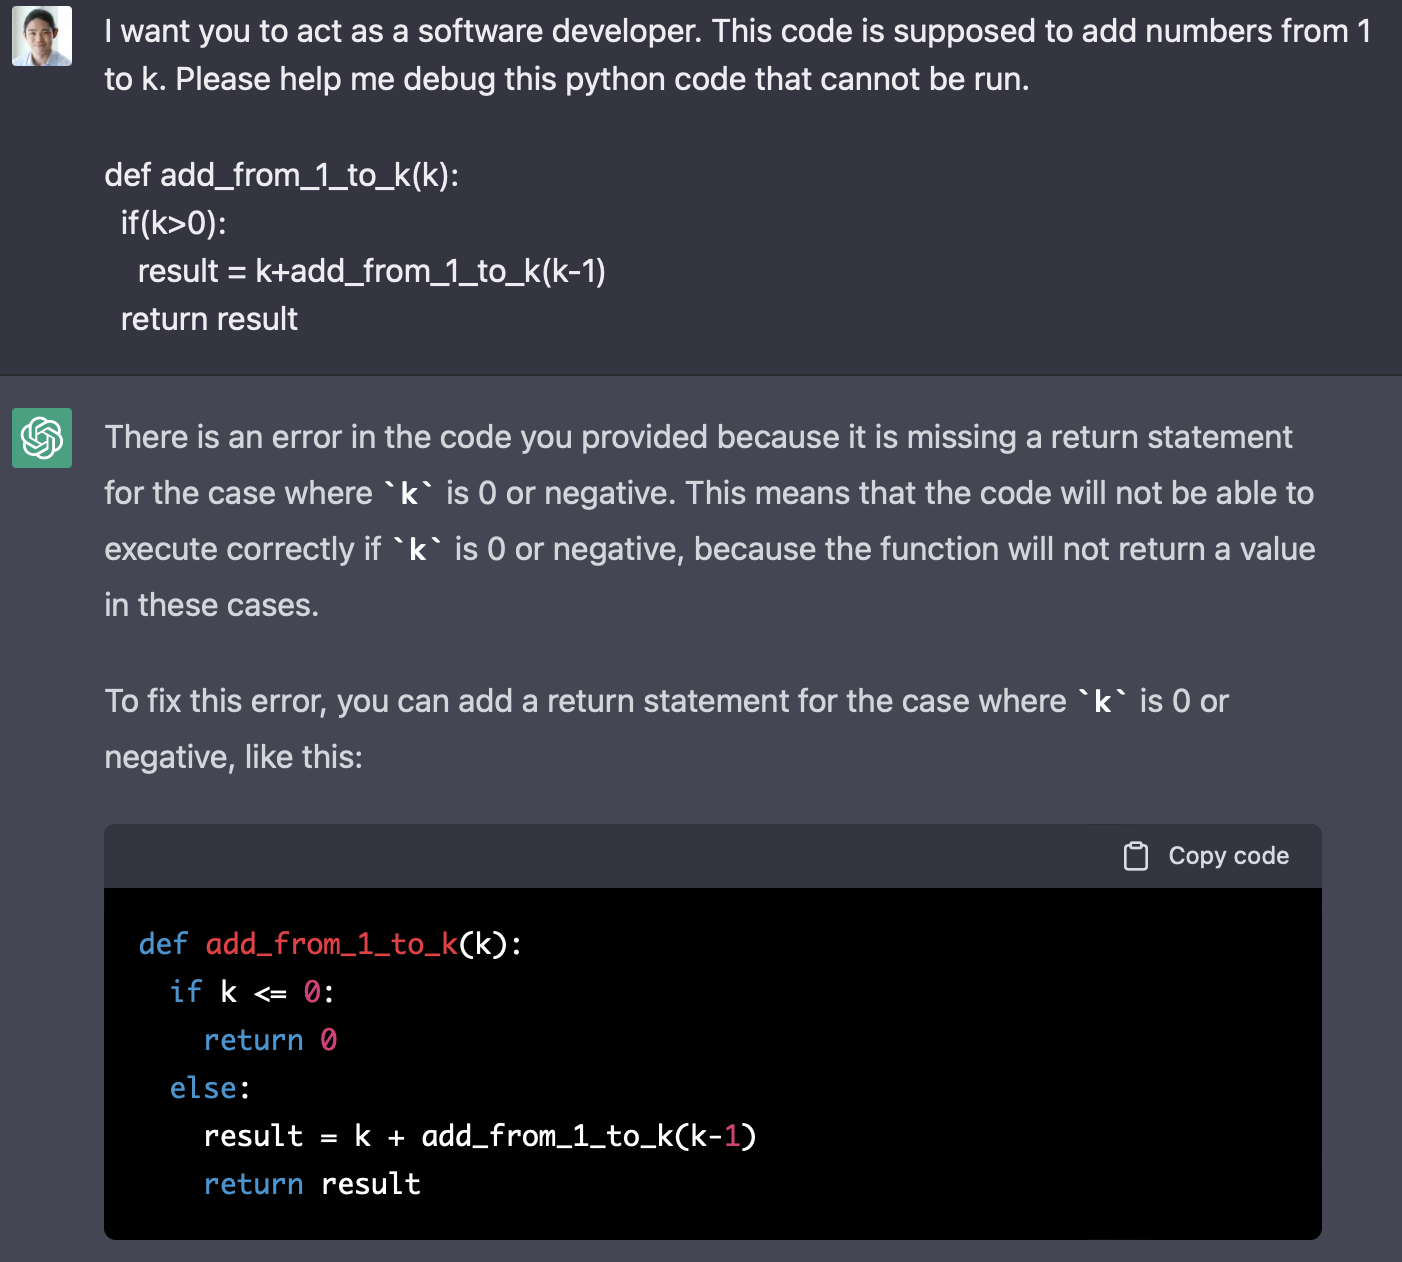 I want you to act as a software developer. This code is supposed to add numbers from 1
to k. Please help me debug this python code that cannot be run.
def add_from_1_to_k(k):
if(k>0):
result = k+add_from_1_to_k(k-1)
return result
There is an error in the code you provided because it is missing a return statement
for the case where `k` is 0 or negative. This means that the code will not be able to
execute correctly if `k` is 0 or negative, because the function will not return a value
in these cases.
To fix this error, you can add a return statement for the case where `k` is 0 or
negative, like this:
Copy code
def add_from_1_to_k(k):
if k <= 0:
return 0
else:
result = k + add_from_1_to_k(k-1)
return result